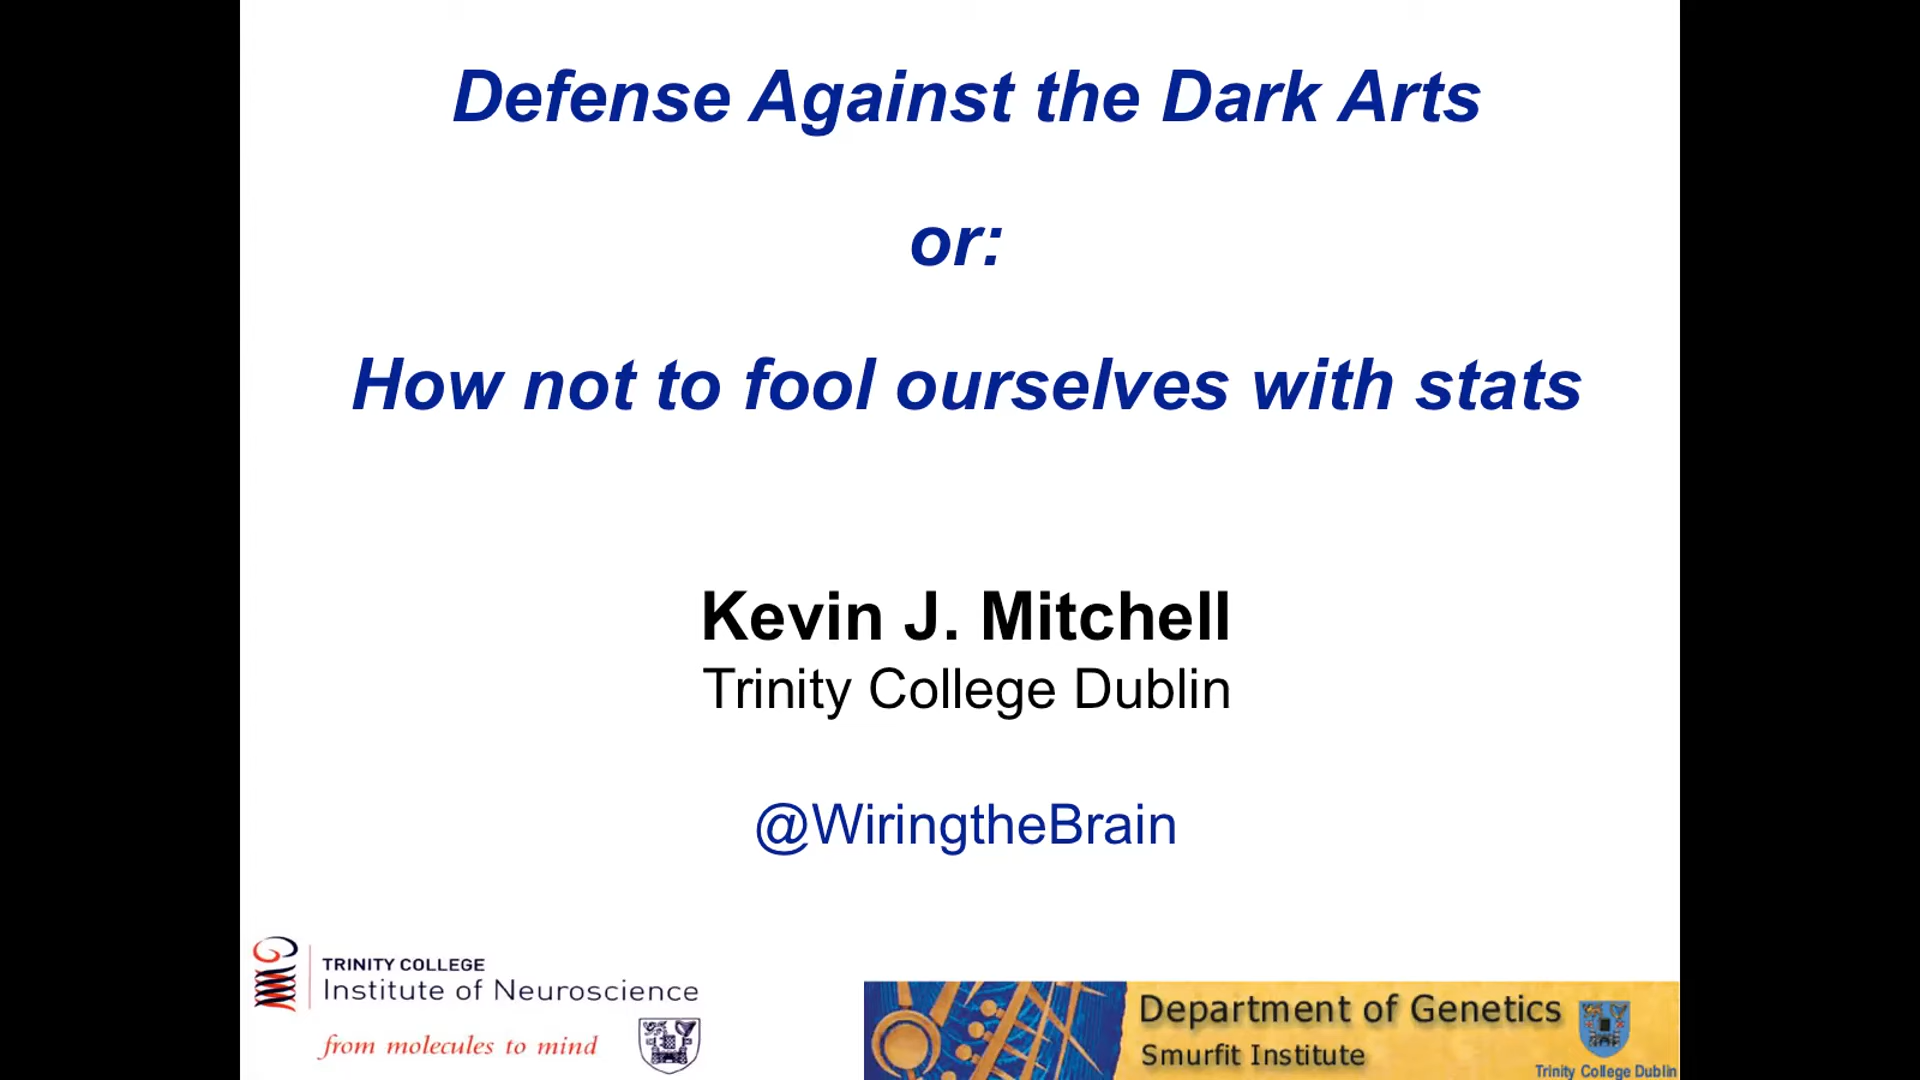 Defense Against the Dark Arts
or:
How not to fool ourselves with stats
Kevin J. Mitchell
Trinity College Dublin
@WiringtheBrain
TRINITY COLLEGE
Institute of Neuroscience
from molecules to mind
Department of Genetics
Smurfit Institute
Trinity College Dublin